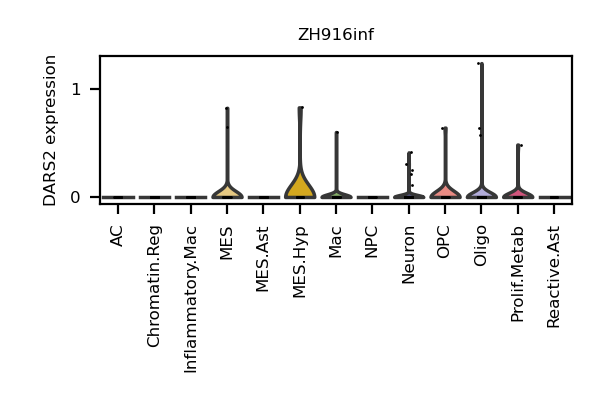 ZH916inf
DARS2 expression
1
0
AC
Chromatin.Reg
Inflammatory.Mac
MES
MES.Ast
MES.Hyp
Mac
NPC
Neuron
OPC
Oligo
Prolif.Metab
Reactive.Ast